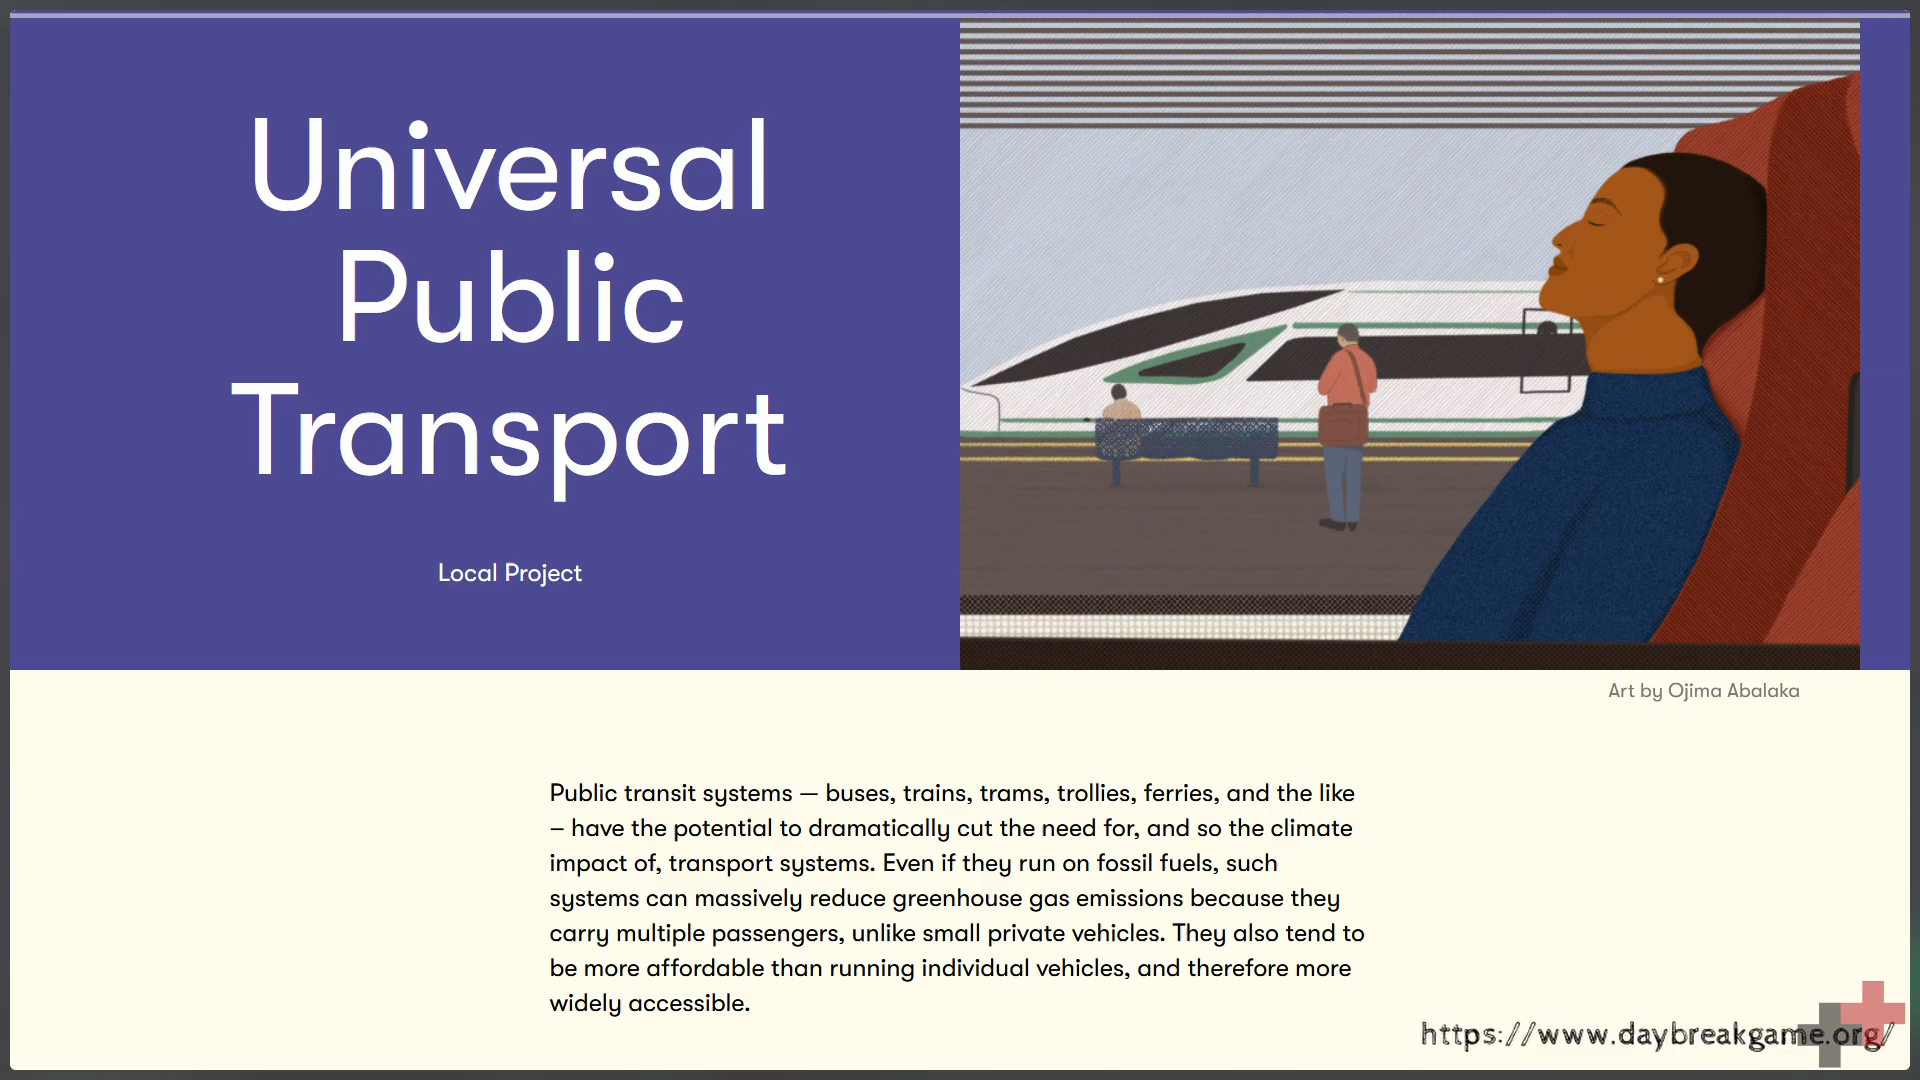 Universal
Public
Transport
Local Project
Art by Ojima Abalaka
Public transit systems — buses, trains, trams, trollies, ferries, and the like
– have the potential to dramatically cut the need for, and so the climate
impact of, transport systems. Even if they run on fossil fuels, such
systems can massively reduce greenhouse gas emissions because they
carry multiple passengers, unlike small private vehicles. They also tend to
be more affordable than running individual vehicles, and therefore more
widely accessible.
https://www.daybreakgame.org/